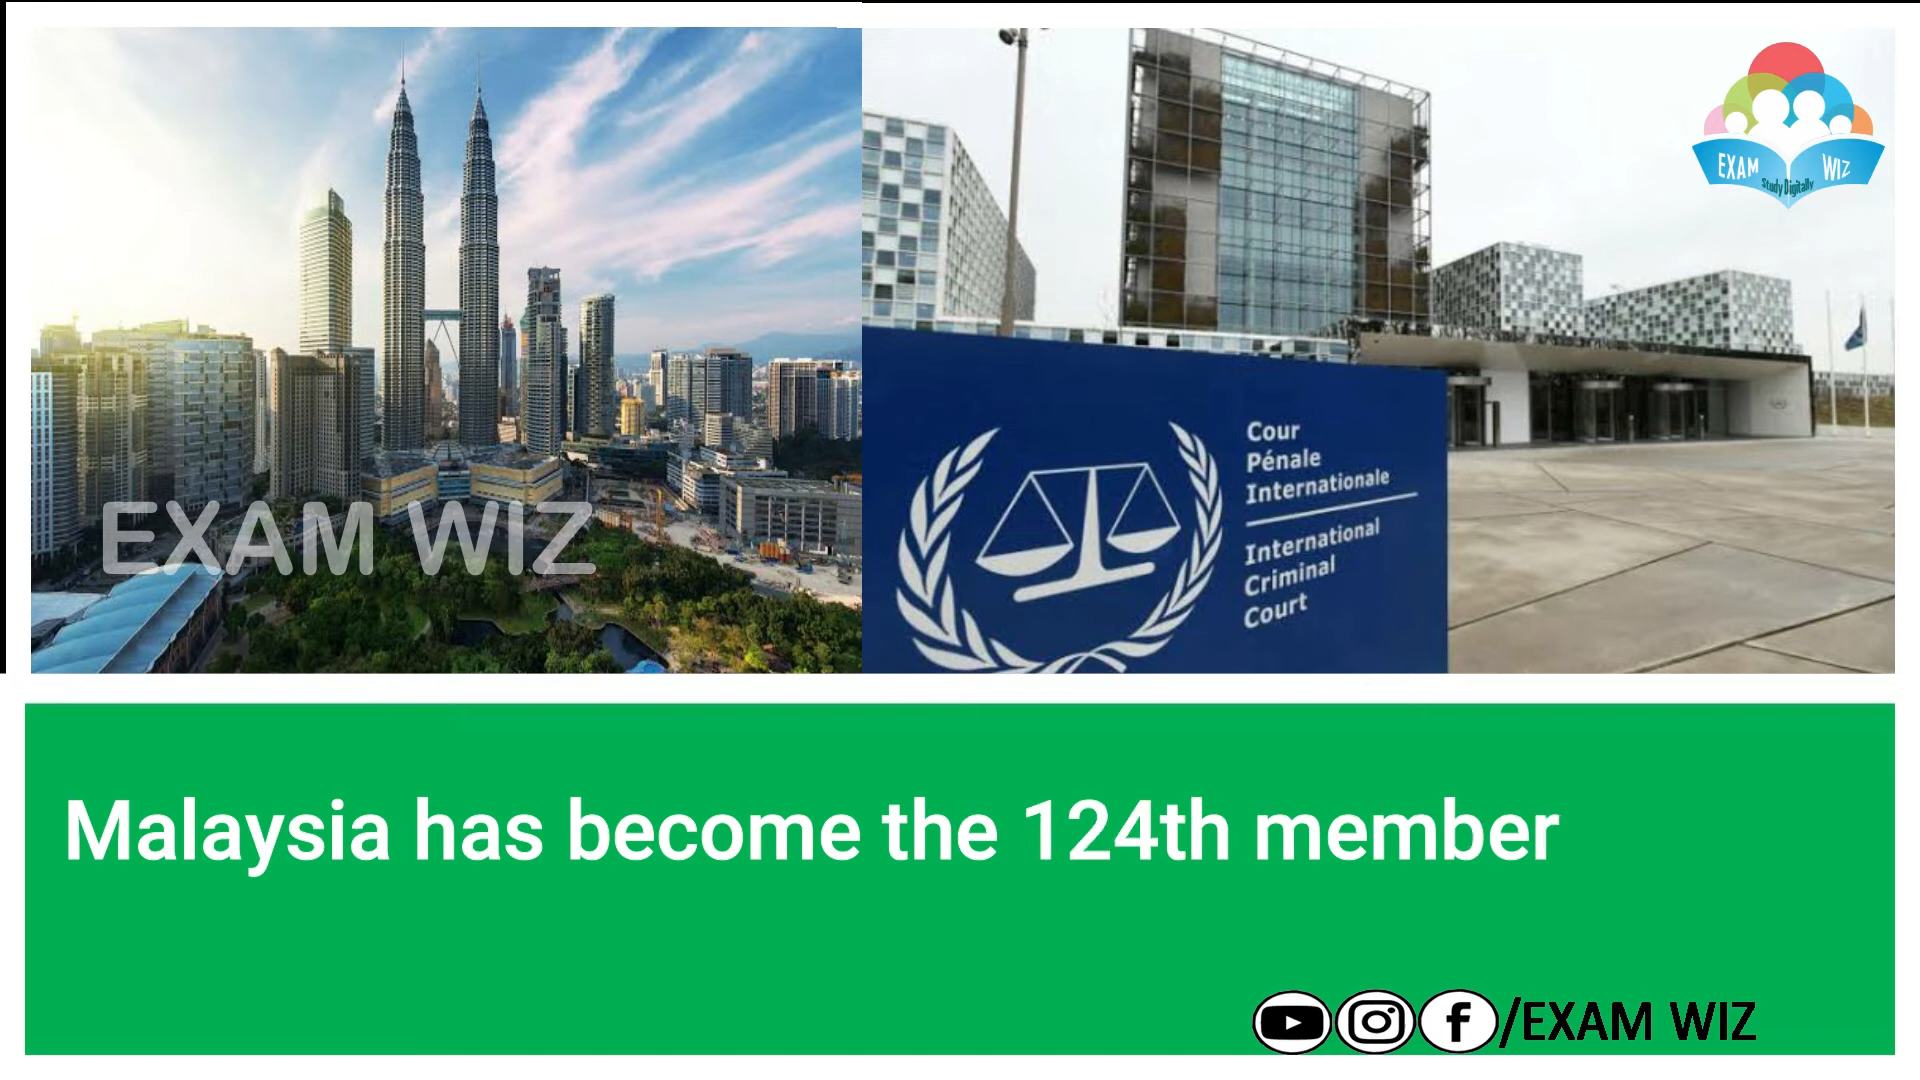 EXAM WIZ
Study Digitally
EXAM WIZ
Cour
Pénale
Internationale
International
Criminal
Court
Malaysia has become the 124th member
/EXAM WIZ